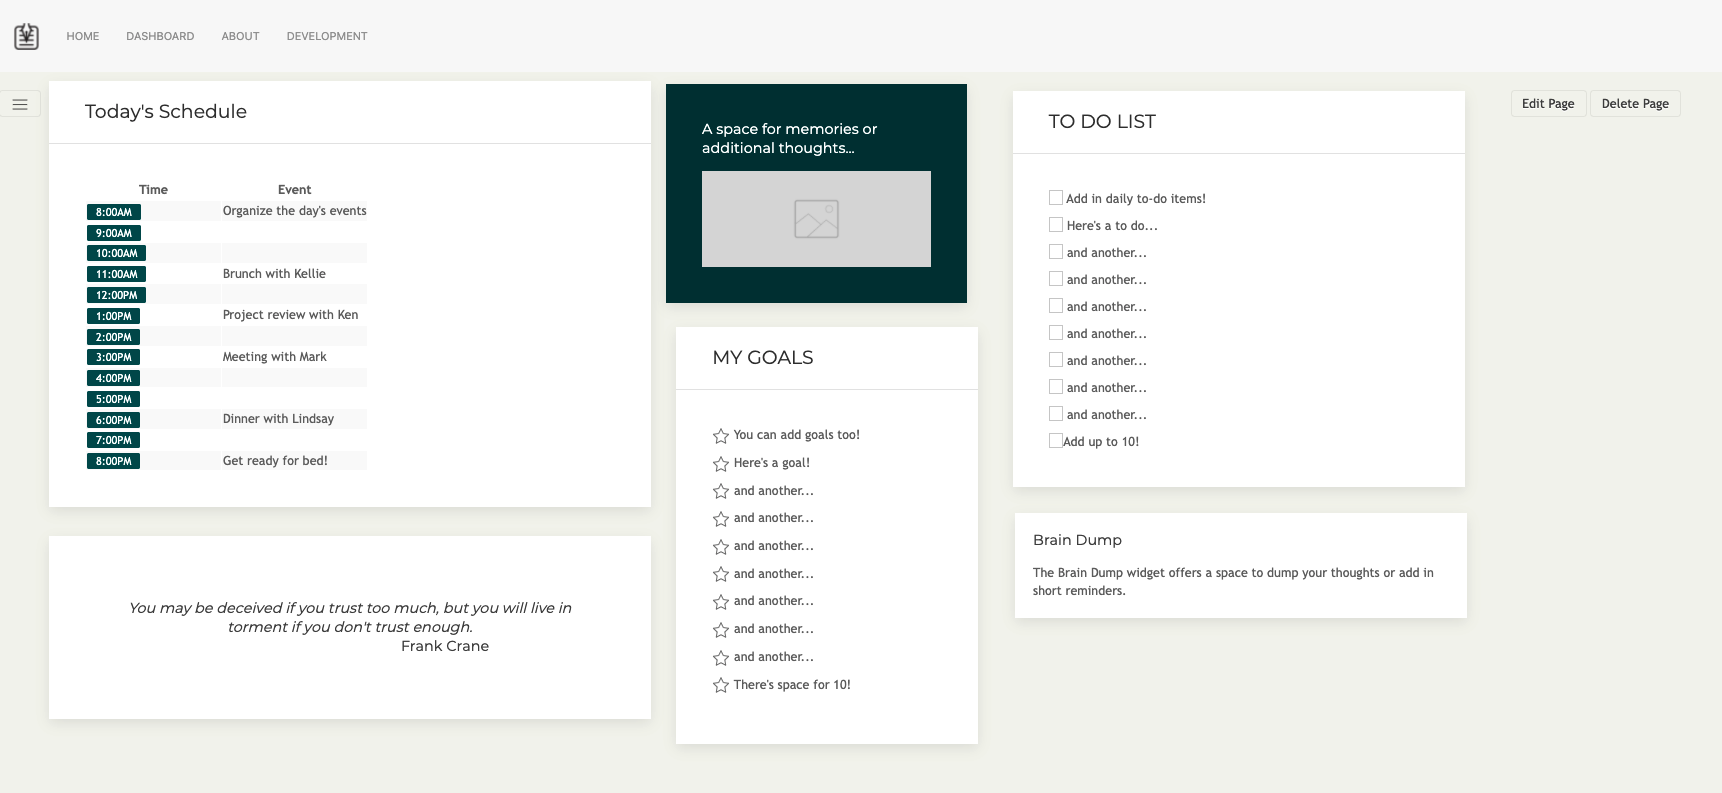 HOME DASHBOARD ABOUT DEVELOPMENT
Today's Schedule
Time Event
8:00AM Organize the day's events
9:00AM
10:00AM
11:00AM Brunch with Kellie
12:00PM
1:00PM Project review with Ken
2:00PM
3:00PM Meeting with Mark
4:00PM
5:00PM
6:00PM Dinner with Lindsay
7:00PM
8:00PM Get ready for bed!
You may be deceived if you trust too much, but you will live in
torment if you don't trust enough.
Frank Crane
A space for memories or
additional thoughts...
MY GOALS
You can add goals too!
Here's a goal!
and another...
and another...
and another...
and another...
and another...
and another...
and another...
There's space for 10!
TO DO LIST
Add in daily to-do items!
Here's a to do...
and another...
and another...
and another...
and another...
and another...
and another...
and another...
Add up to 10!
Brain Dump
The Brain Dump widget offers a space to dump your thoughts or add in
short reminders.
Edit Page Delete Page